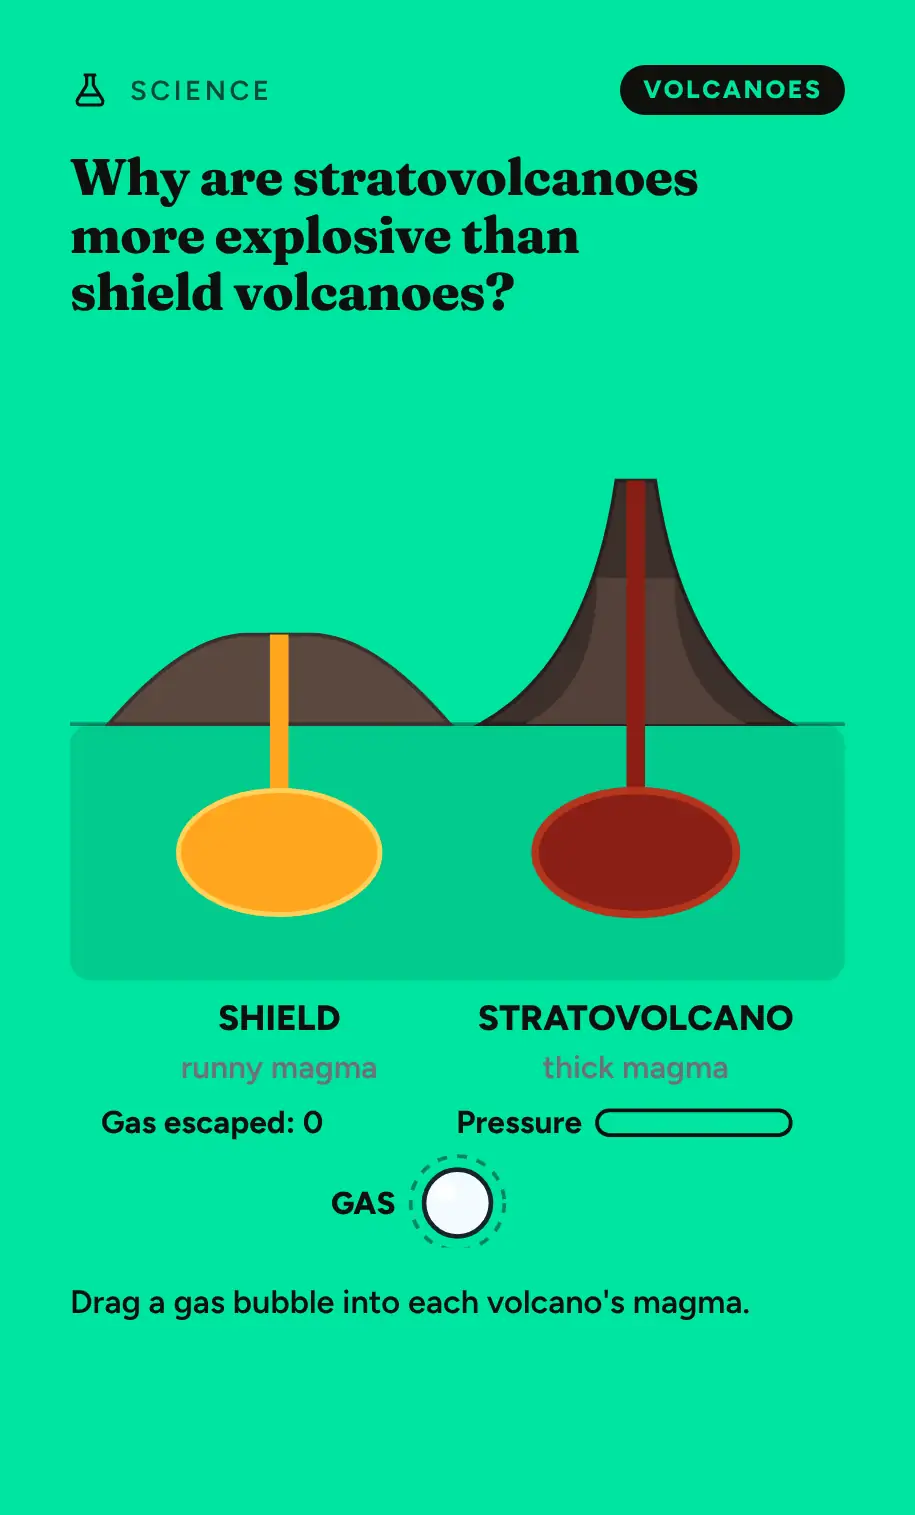 SCIENCE
VOLCANOES
Why are stratovolcanoes
more explosive than
shield volcanoes?
SHIELD
STRATOVOLCANO
runny magma
thick magma
Gas escaped: 0
Pressure
GAS
Drag a gas bubble into each volcano's magma.